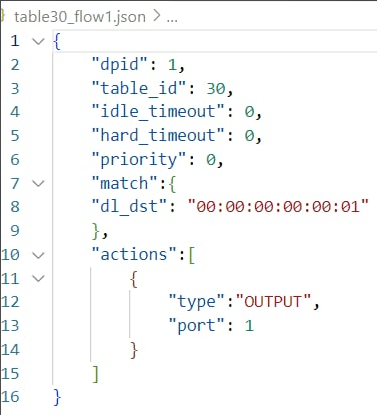 table30_flow1.json > ...
1 {
2 "dpid": 1,
3 "table_id": 30,
4 "idle_timeout": 0,
5 "hard_timeout": 0,
6 "priority": 0,
7 "match":{
8 "dl_dst": "00:00:00:00:00:01"
9 },
10 "actions":[
11 {
12 "type":"OUTPUT",
13 "port": 1
14 }
15 ]
16 }